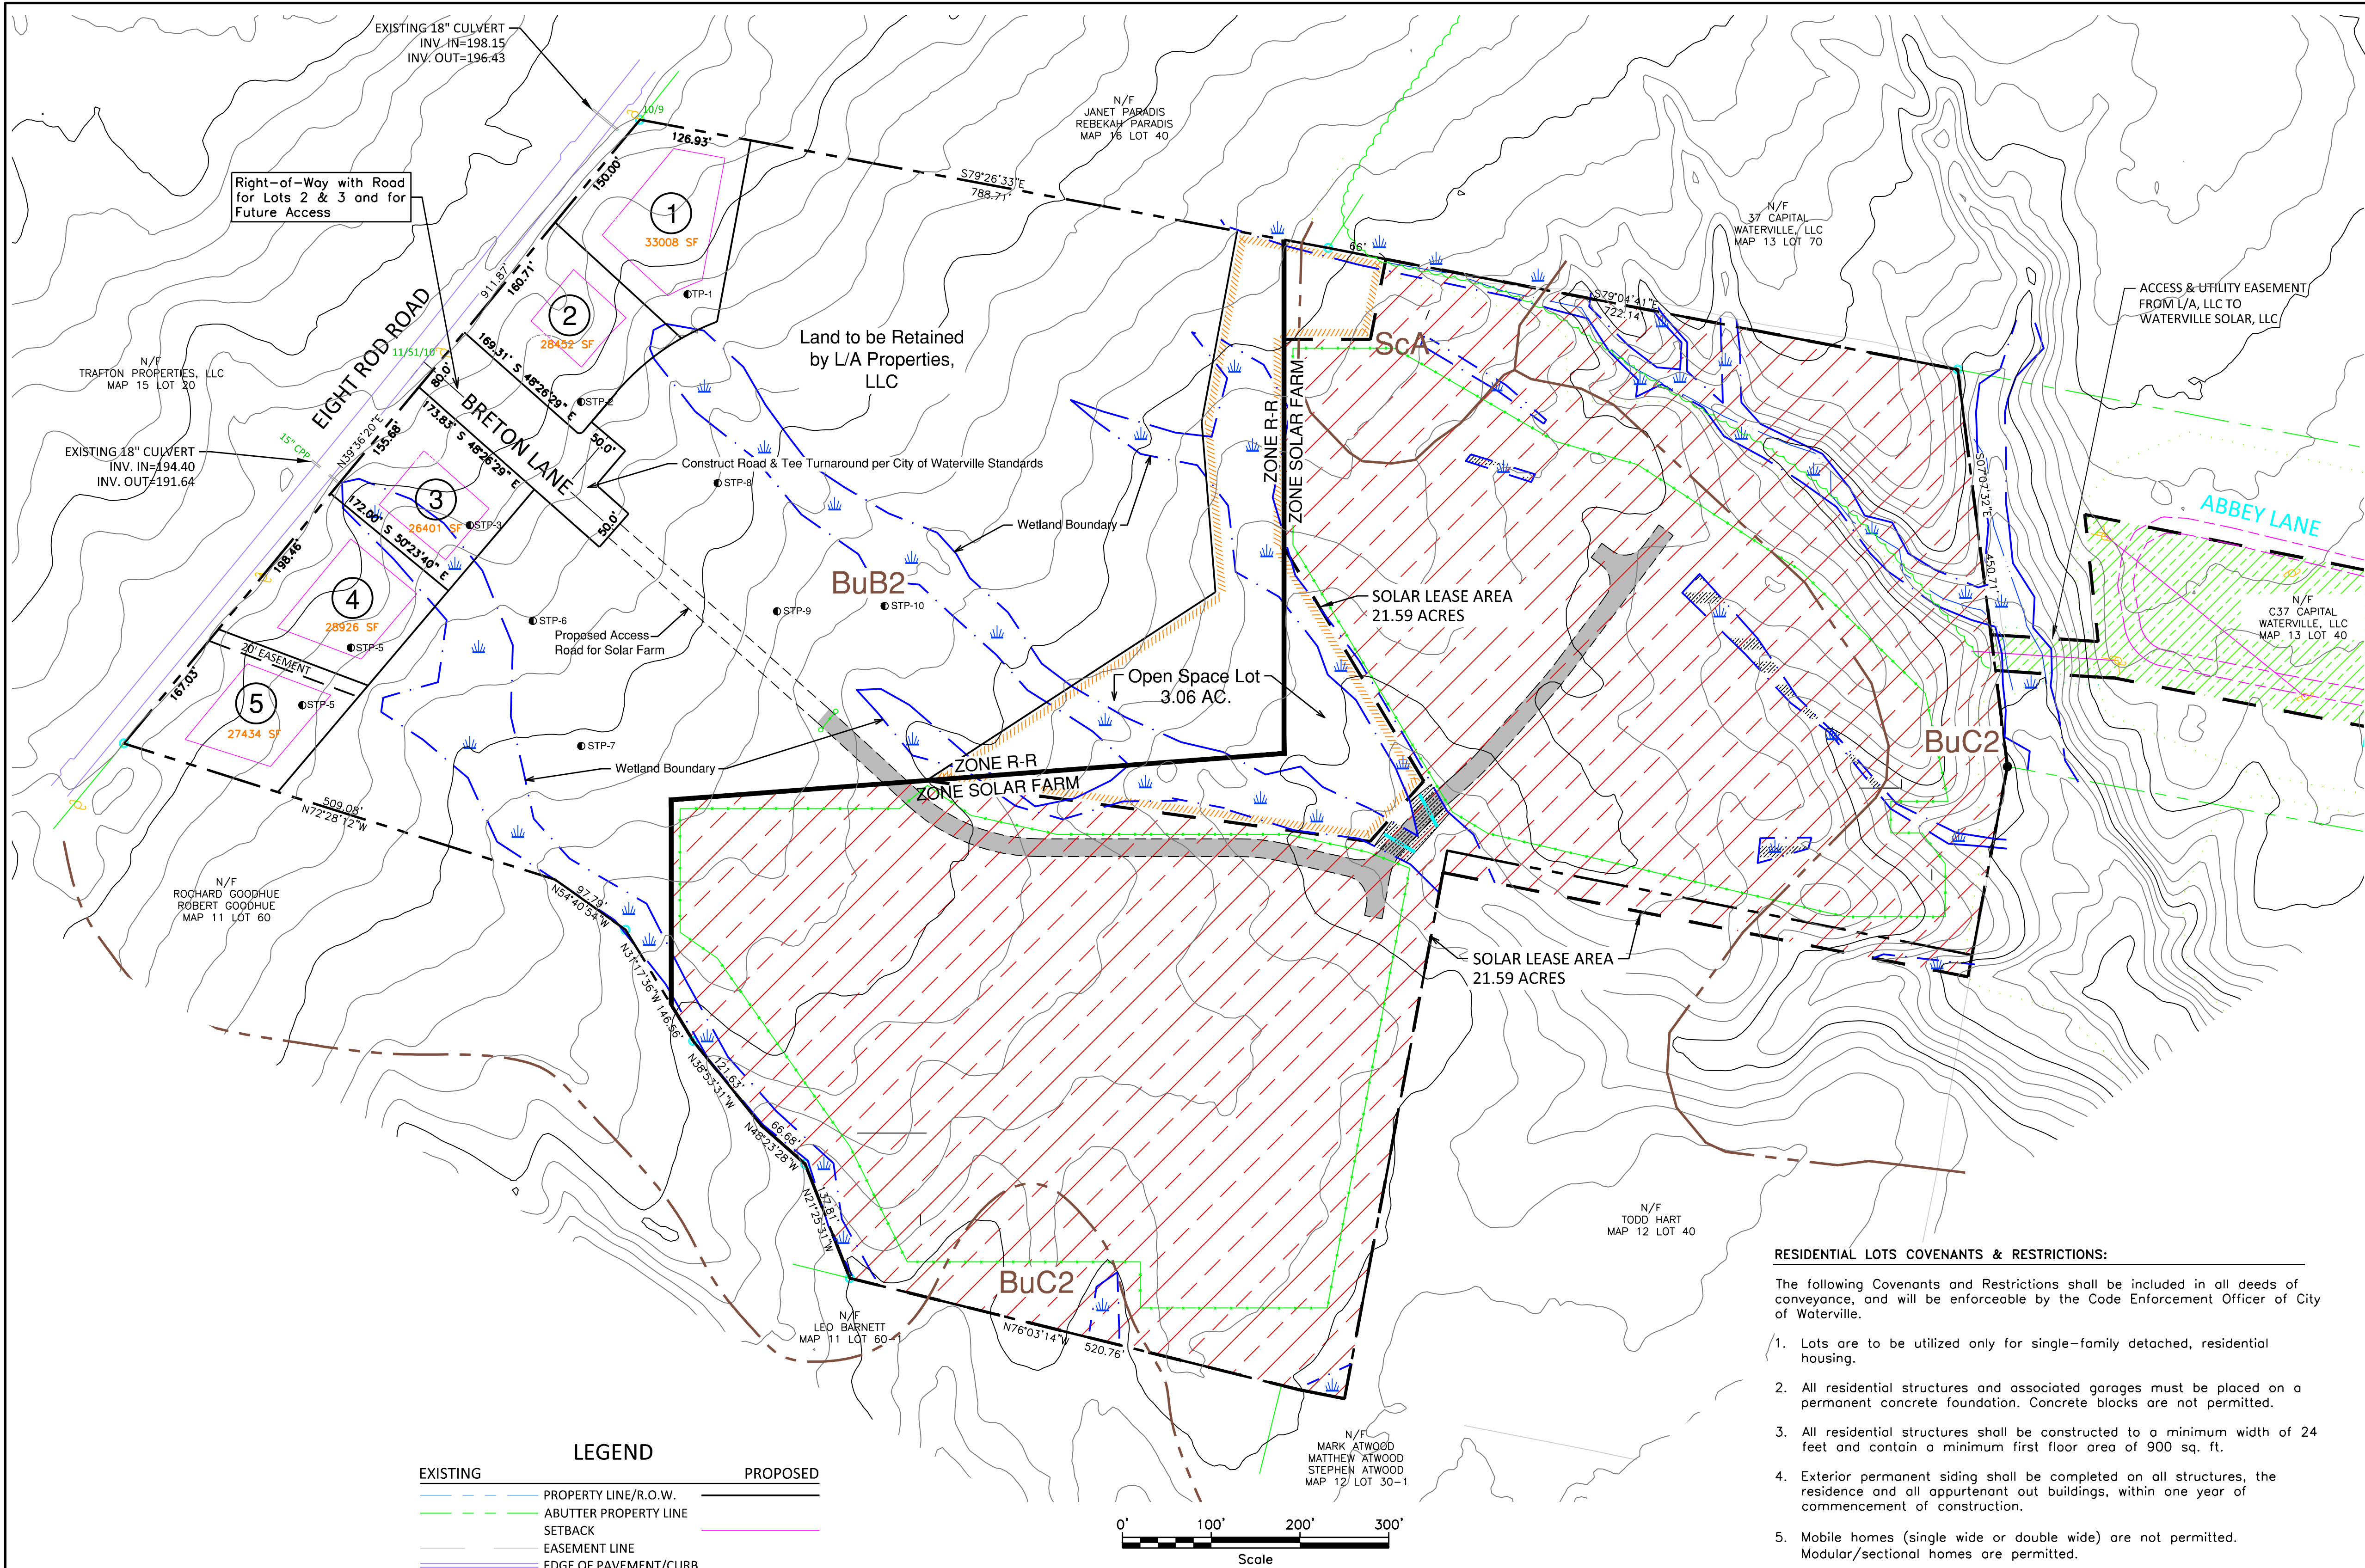 EXISTING 18" CULVERT
INV. IN=198.15
INV. OUT=196.43
10/9
126.93'
150.00'
N/F
JANET PARADIS
REBEKAH PARADIS
MAP 16 LOT 40
S79°26'33"E
788.71'
Right-of-Way with Road
for Lots 2 & 3 and for
Future Access
1
33008 SF
TP-1
911.87'
160.71'
2
28452 SF
EIGHT ROD ROAD
N/F
TRAFTON PROPERTIES, LLC
MAP 15 LOT 20
11/51/10
80.0'
169.31' S 48°26'29" E
STP-2
50.0'
BRETON LANE
173.83' S 48°26'29" E
50.0'
Land to be Retained
by L/A Properties,
LLC
66'
N/F
37 CAPITAL
WATERVILLE, LLC
MAP 13 LOT 70
S79°04'41"E
722.14'
ACCESS & UTILITY EASEMENT
FROM L/A, LLC TO
WATERVILLE SOLAR, LLC
ScA
ZONE R-R
ZONE SOLAR FARM
15" CPP
EXISTING 18" CULVERT
INV. IN=194.40
INV. OUT=191.64
N39°36'20"E
155.68'
3
26401 SF
STP-3
172.00' S 50°23'40" E
198.46'
4
28926 SF
STP-5
20' EASEMENT
167.03'
5
27434 SF
STP-5
Construct Road & Tee Turnaround per City of Waterville Standards
STP-8
Wetland Boundary
BuB2
STP-9
STP-10
STP-6
Proposed Access
Road for Solar Farm
STP-7
Wetland Boundary
SOLAR LEASE AREA
21.59 ACRES
Open Space Lot
3.06 AC.
ZONE R-R
ZONE SOLAR FARM
S07°07'32"E
450.71'
ABBEY LANE
N/F
C37 CAPITAL
WATERVILLE, LLC
MAP 13 LOT 40
BuC2
509.08'
N72°28'12"W
N/F
ROCHARD GOODHUE
ROBERT GOODHUE
MAP 11 LOT 60
97.79'
N54°40'54"W
N31°17'36"W 146.56'
121.63'
N38°53'31"W
66.68'
N48°23'28"W
137.81'
N21°25'31"W
SOLAR LEASE AREA
21.59 ACRES
N/F
TODD HART
MAP 12 LOT 40
BuC2
N/F
LEO BARNETT
MAP 11 LOT 60-1
N76°03'14"W
520.76'
N/F
MARK ATWOOD
MATTHEW ATWOOD
STEPHEN ATWOOD
MAP 12 LOT 30-1
RESIDENTIAL LOTS COVENANTS & RESTRICTIONS:
The following Covenants and Restrictions shall be included in all deeds of
conveyance, and will be enforceable by the Code Enforcement Officer of City
of Waterville.
1. Lots are to be utilized only for single-family detached, residential
housing.
2. All residential structures and associated garages must be placed on a
permanent concrete foundation. Concrete blocks are not permitted.
3. All residential structures shall be constructed to a minimum width of 24
feet and contain a minimum first floor area of 900 sq. ft.
4. Exterior permanent siding shall be completed on all structures, the
residence and all appurtenant out buildings, within one year of
commencement of construction.
5. Mobile homes (single wide or double wide) are not permitted.
Modular/sectional homes are permitted.
LEGEND
EXISTING PROPOSED
PROPERTY LINE/R.O.W.
ABUTTER PROPERTY LINE
SETBACK
EASEMENT LINE
EDGE OF PAVEMENT/CURB
0' 100' 200' 300'
Scale